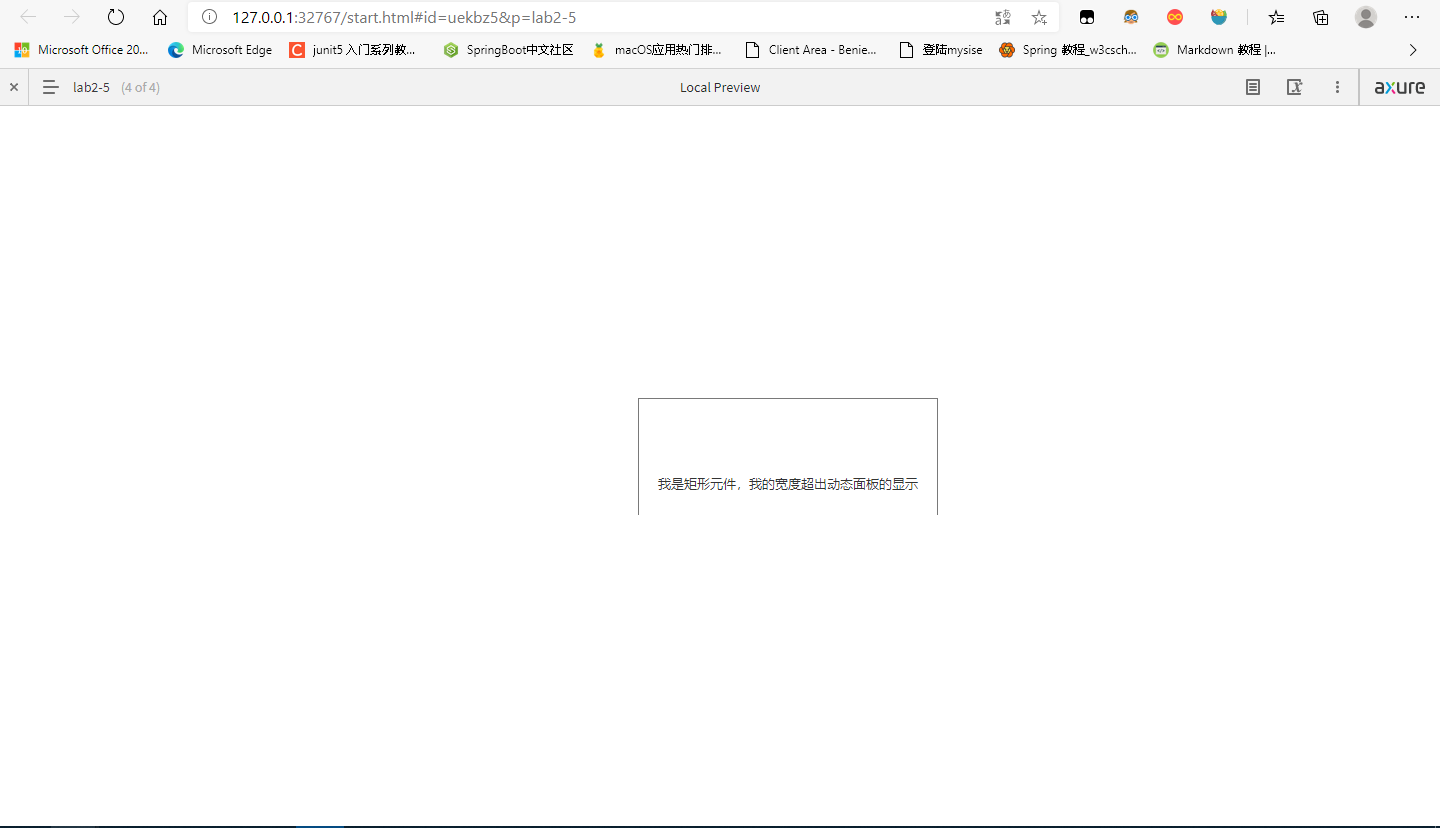 127.0.0.1:32767/start.html#id=uekbz5&p=lab2-5
Microsoft Office 20... Microsoft Edge junit5 入门系列教... SpringBoot中文社区 macOS应用热门排... Client Area - Benie... 登陆mysise Spring 教程_w3csch... Markdown 教程 |...
lab2-5 (4 of 4) Local Preview axure
我是矩形元件，我的宽度超出动态面板的显示